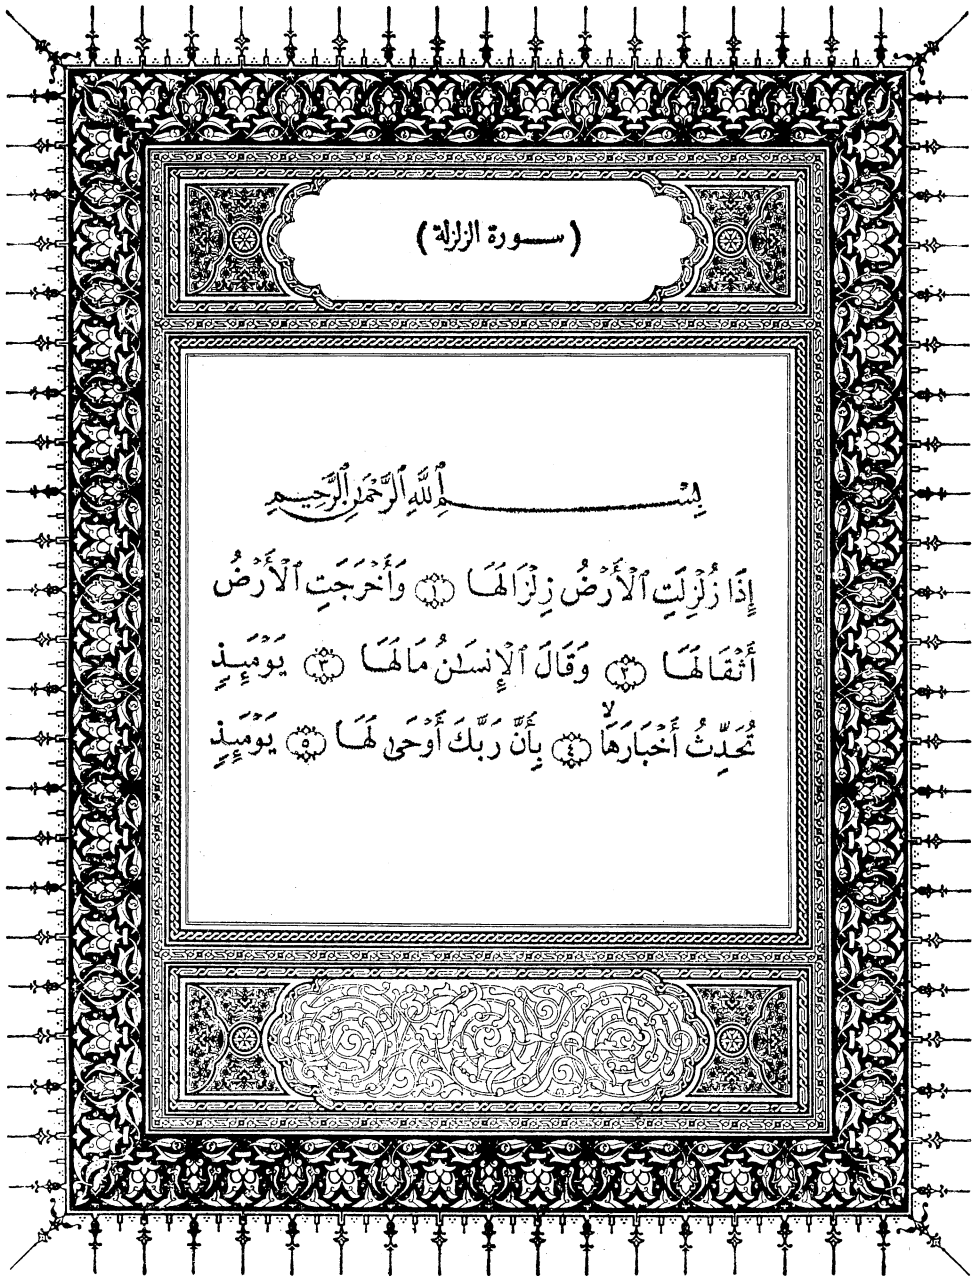 (سورة الزلزلة)
بِسْمِ ٱللَّهِ ٱلرَّحْمَٰنِ ٱلرَّحِيمِ
إِذَا زُلْزِلَتِ ٱلْأَرْضُ زِلْزَالَهَا ۝١ وَأَخْرَجَتِ ٱلْأَرْضُ
أَثْقَالَهَا ۝٢ وَقَالَ ٱلْإِنسَٰنُ مَا لَهَا ۝٣ يَوْمَئِذٍ
تُحَدِّثُ أَخْبَارَهَا ۙ ۝٤ بِأَنَّ رَبَّكَ أَوْحَىٰ لَهَا ۝٥ يَوْمَئِذٍ